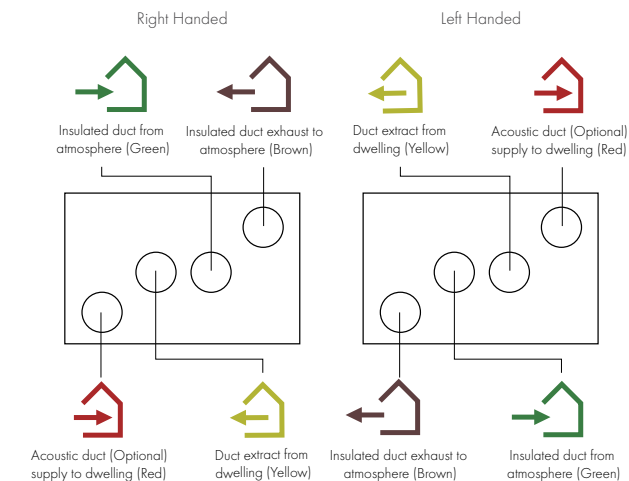 Right Handed
Left Handed
Insulated duct from
atmosphere (Green)
Insulated duct exhaust to
atmosphere (Brown)
Duct extract from
dwelling (Yellow)
Acoustic duct (Optional)
supply to dwelling (Red)
Acoustic duct (Optional)
supply to dwelling (Red)
Duct extract from
dwelling (Yellow)
Insulated duct exhaust to
atmosphere (Brown)
Insulated duct from
atmosphere (Green)